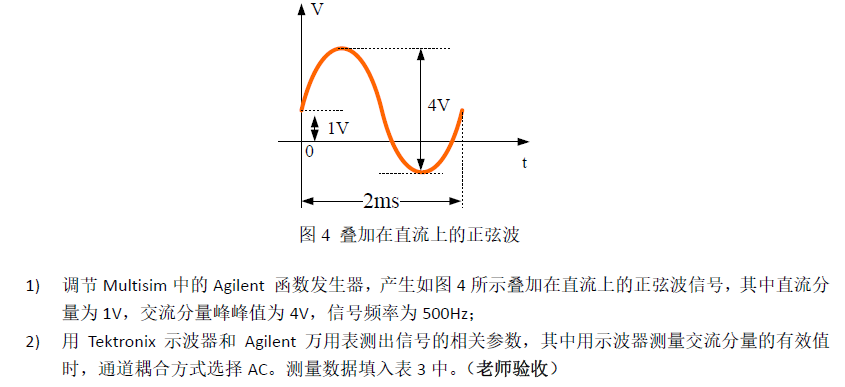 V
4V
1V
0
t
2ms
图 4 叠加在直流上的正弦波
1) 调节 Multisim 中的 Agilent 函数发生器，产生如图 4 所示叠加在直流上的正弦波信号，其中直流分
量为 1V，交流分量峰峰值为 4V，信号频率为 500Hz；
2) 用 Tektronix 示波器和 Agilent 万用表测出信号的相关参数，其中用示波器测量交流分量的有效值
时，通道耦合方式选择 AC。测量数据填入表 3 中。（老师验收）